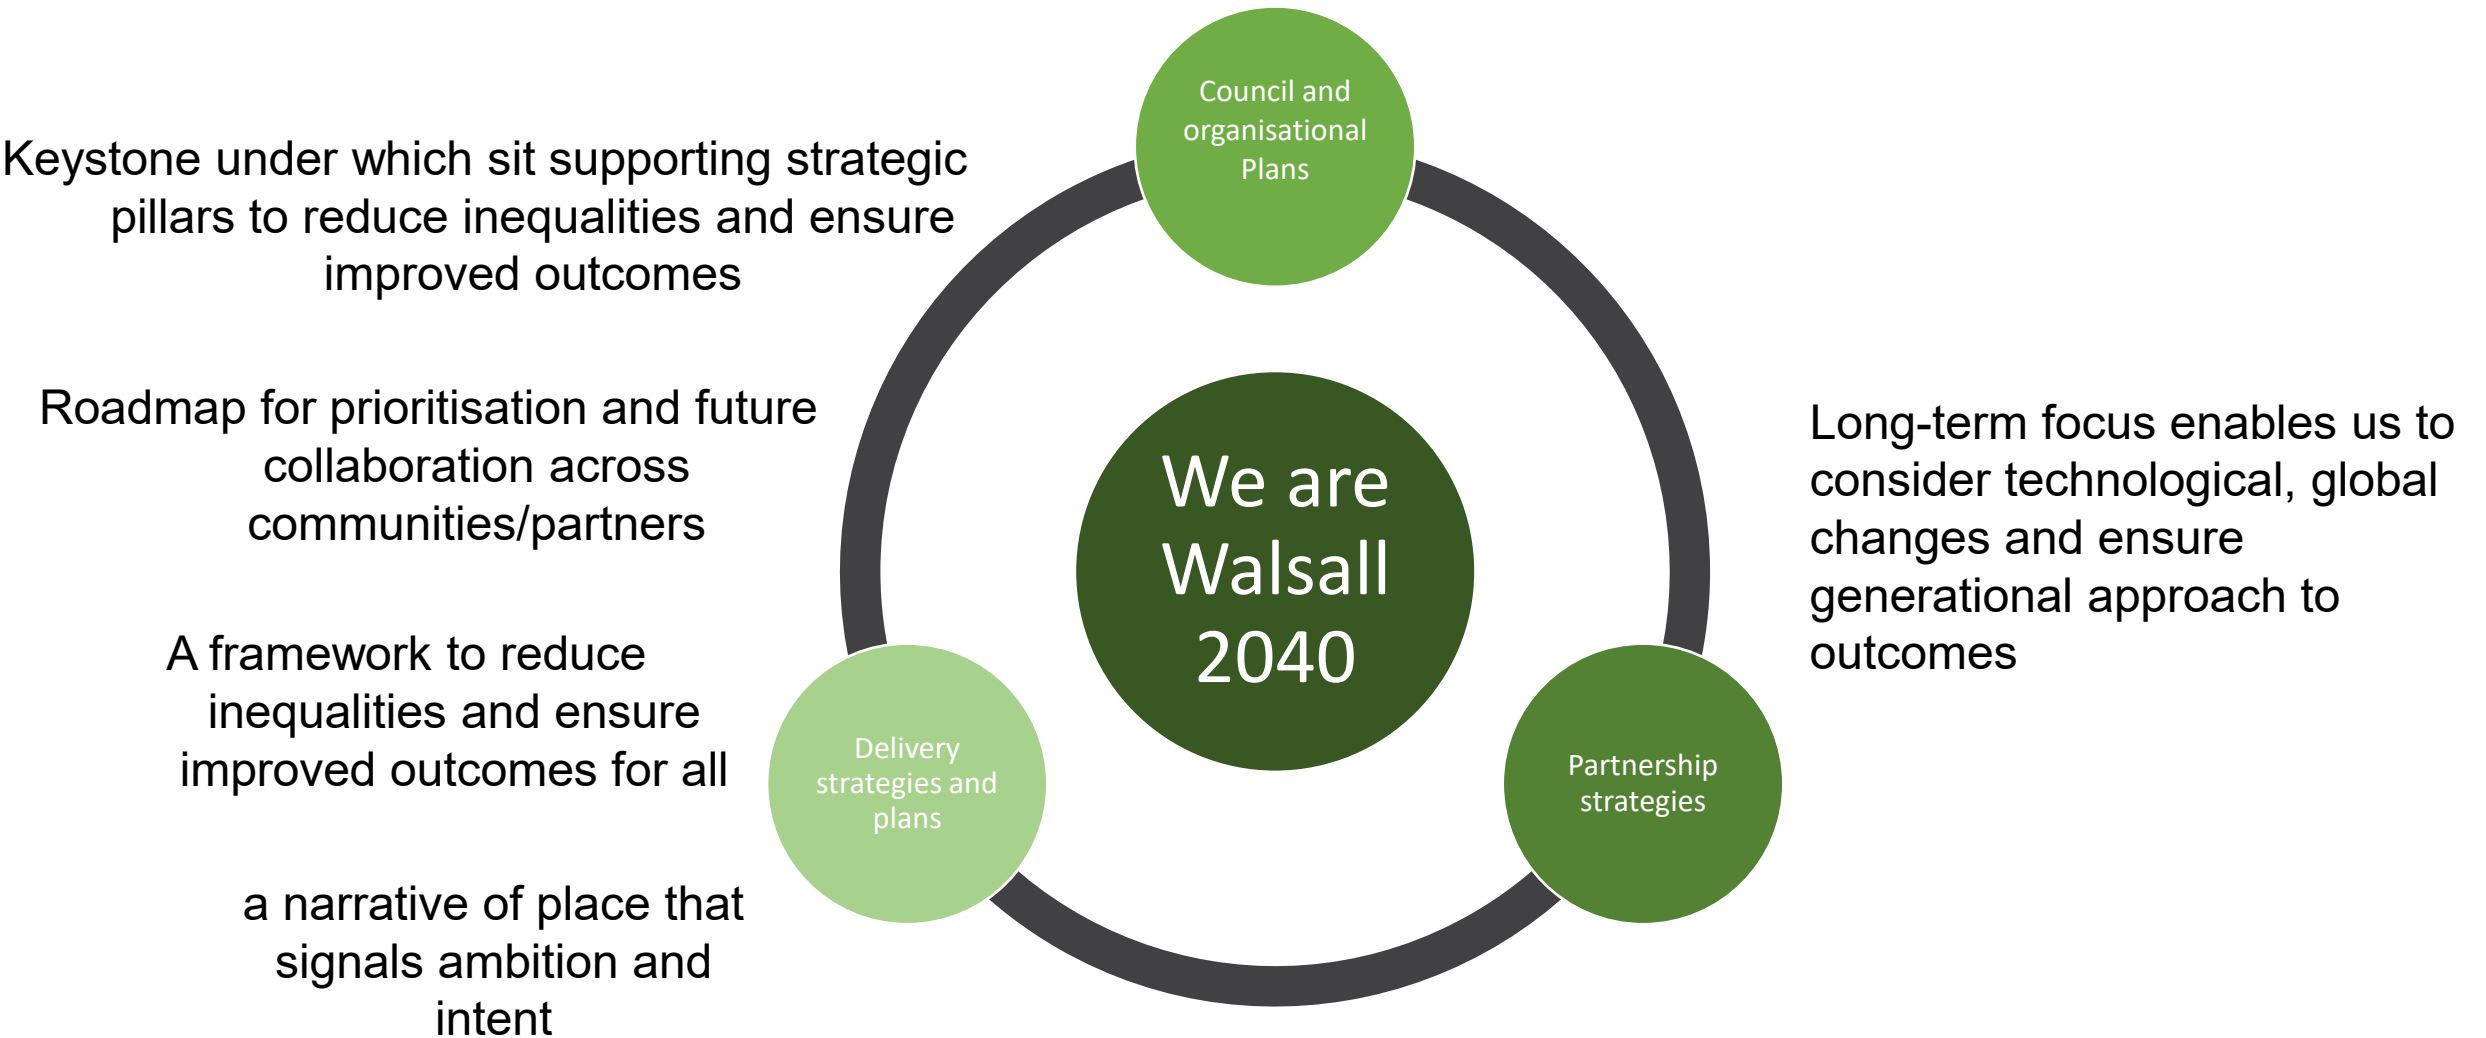 Council and
organisational
Plans
Keystone under which sit supporting strategic
pillars to reduce inequalities and ensure
improved outcomes
Roadmap for prioritisation and future
collaboration across
communities/partners
A framework to reduce
inequalities and ensure
improved outcomes for all
a narrative of place that
signals ambition and
intent
We are
Walsall
2040
Delivery
strategies and
plans
Partnership
strategies
Long-term focus enables us to
consider technological, global
changes and ensure
generational approach to
outcomes